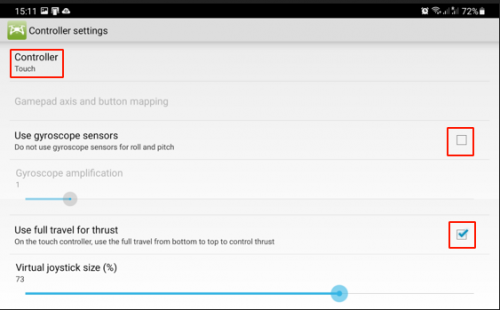 15:11 72%
Controller settings
Controller
Touch
Gamepad axis and button mapping
Use gyroscope sensors
Do not use gyroscope sensors for roll and pitch
Gyroscope amplification
1
Use full travel for thrust
On the touch controller, use the full travel from bottom to top to control thrust
Virtual joystick size (%)
73